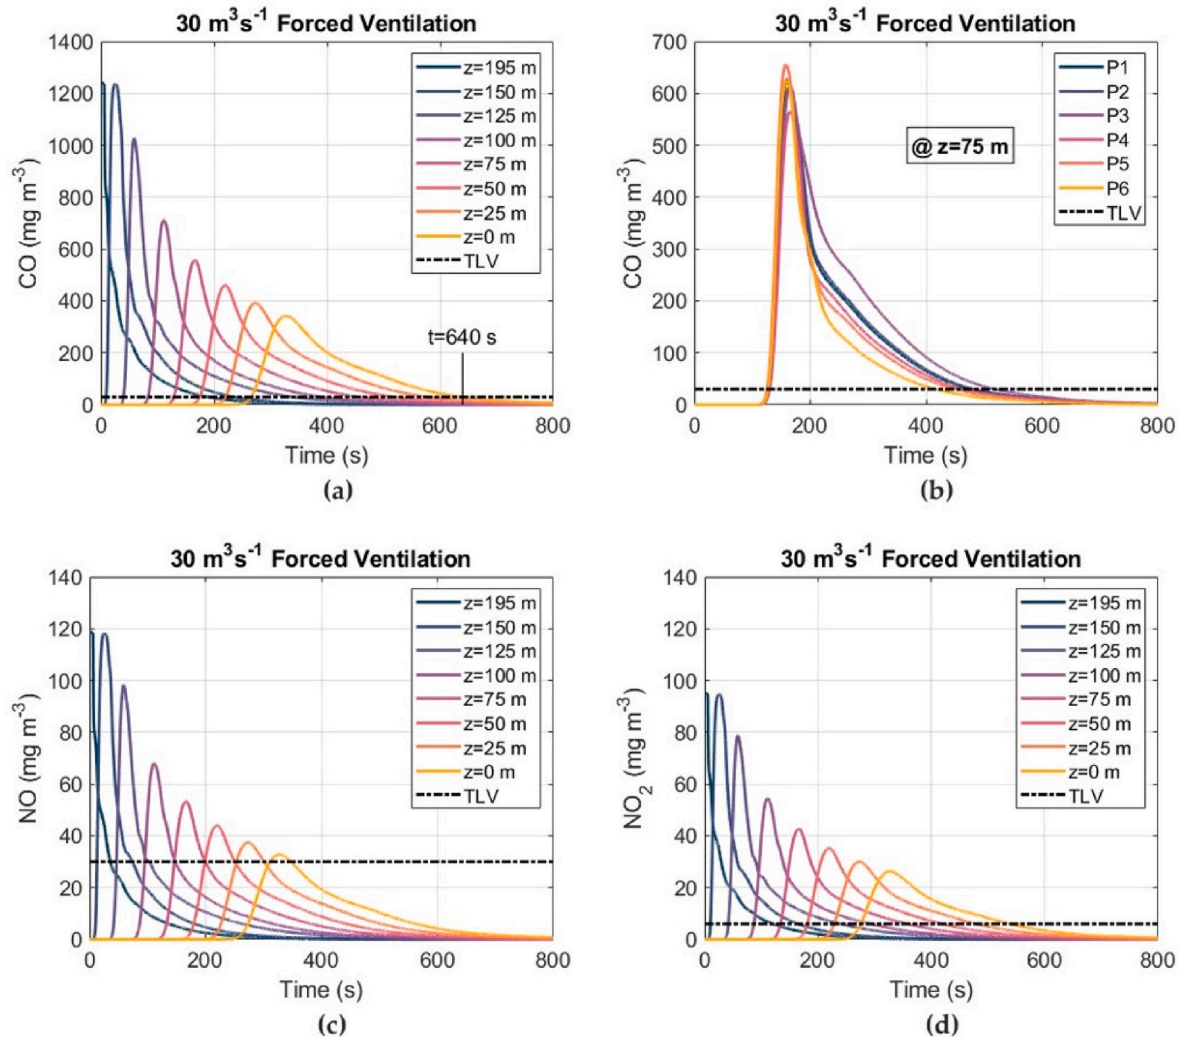 30 m³s⁻¹ Forced Ventilation
1400
1200
1000
800
600
400
200
0
CO (mg m⁻³)
z=195 m
z=150 m
z=125 m
z=100 m
z=75 m
z=50 m
z=25 m
z=0 m
TLV
t=640 s
0 200 400 600 800
Time (s)
(a)
30 m³s⁻¹ Forced Ventilation
700
600
500
400
300
200
100
0
CO (mg m⁻³)
P1
P2
P3
P4
P5
P6
TLV
@ z=75 m
0 200 400 600 800
Time (s)
(b)
30 m³s⁻¹ Forced Ventilation
140
120
100
80
60
40
20
0
NO (mg m⁻³)
z=195 m
z=150 m
z=125 m
z=100 m
z=75 m
z=50 m
z=25 m
z=0 m
TLV
0 200 400 600 800
Time (s)
(c)
30 m³s⁻¹ Forced Ventilation
140
120
100
80
60
40
20
0
NO₂ (mg m⁻³)
z=195 m
z=150 m
z=125 m
z=100 m
z=75 m
z=50 m
z=25 m
z=0 m
TLV
0 200 400 600 800
Time (s)
(d)